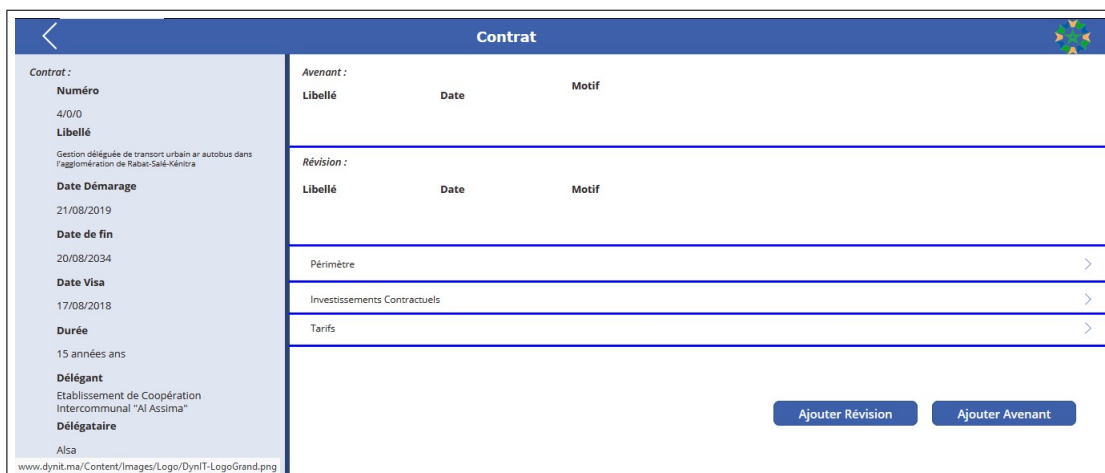 Contrat
Contrat :
Numéro
4/0/0
Libellé
Gestion déléguée de transort urbain ar autobus dans
l'agglomération de Rabat-Salé-Kénitra
Date Démarage
21/08/2019
Date de fin
20/08/2034
Date Visa
17/08/2018
Durée
15 années ans
Délégant
Etablissement de Coopération
Intercommunal "Al Assima"
Délégataire
Alsa
www.dynit.ma/Content/Images/Logo/DynIT-LogoGrand.png
Avenant :
Libellé Date Motif
Révision :
Libellé Date Motif
Périmètre
Investissements Contractuels
Tarifs
Ajouter Révision Ajouter Avenant